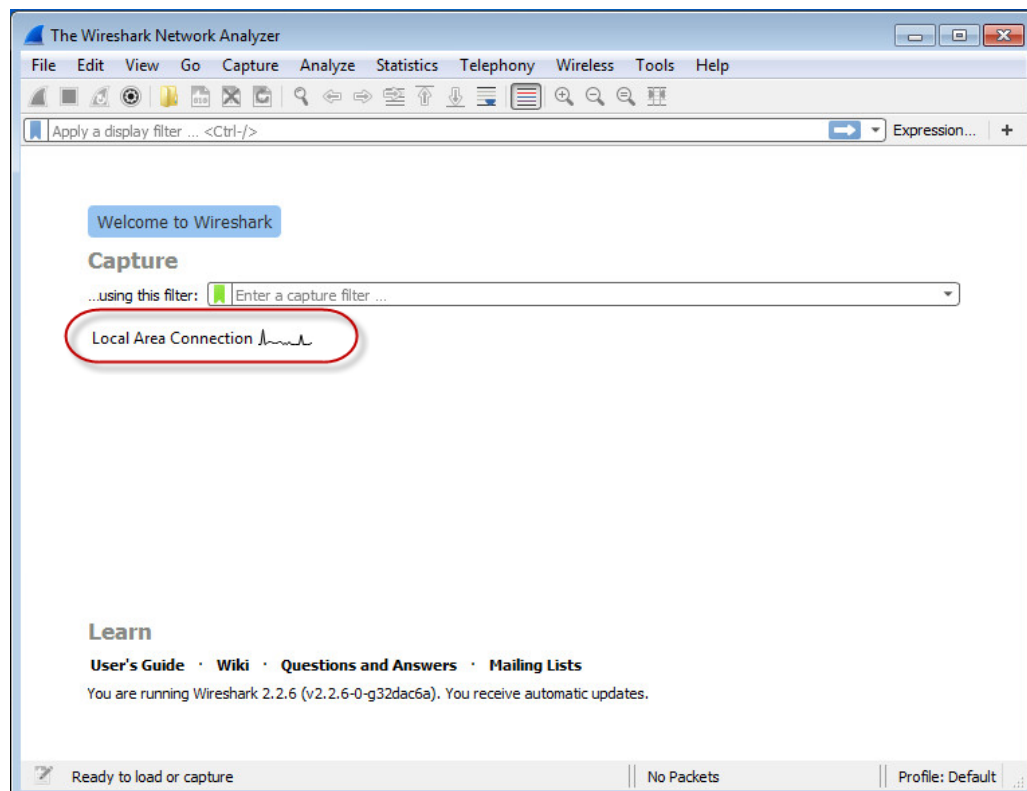 The Wireshark Network Analyzer
File Edit View Go Capture Analyze Statistics Telephony Wireless Tools Help
Apply a display filter ... <Ctrl-/> Expression... +
Welcome to Wireshark
Capture
...using this filter: Enter a capture filter ...
Local Area Connection
Learn
User's Guide · Wiki · Questions and Answers · Mailing Lists
You are running Wireshark 2.2.6 (v2.2.6-0-g32dac6a). You receive automatic updates.
Ready to load or capture No Packets Profile: Default